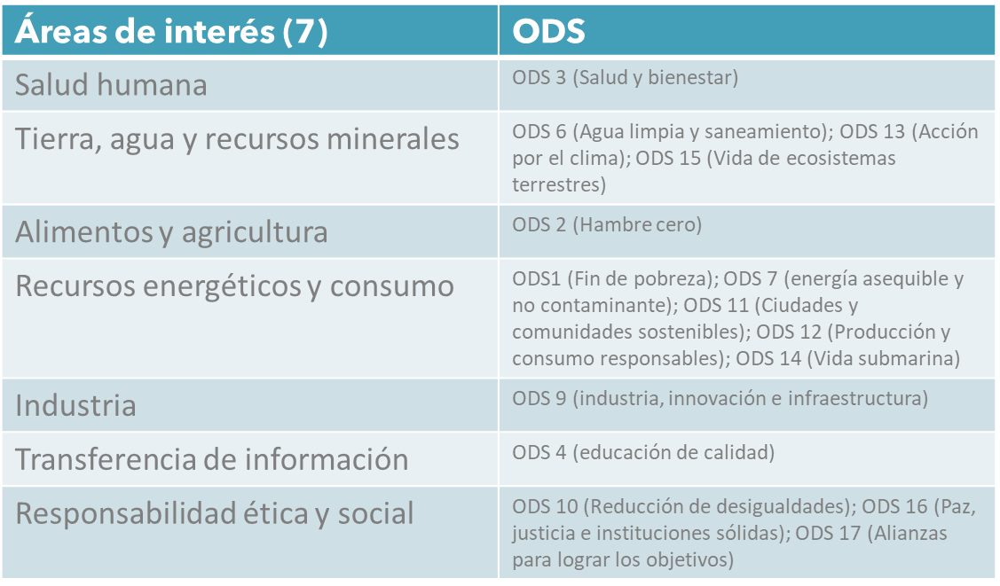 Áreas de interés (7)
ODS
Salud humana
ODS 3 (Salud y bienestar)
Tierra, agua y recursos minerales
ODS 6 (Agua limpia y saneamiento); ODS 13 (Acción
por el clima); ODS 15 (Vida de ecosistemas
terrestres)
Alimentos y agricultura
ODS 2 (Hambre cero)
Recursos energéticos y consumo
ODS1 (Fin de pobreza); ODS 7 (energía asequible y
no contaminante); ODS 11 (Ciudades y
comunidades sostenibles); ODS 12 (Producción y
consumo responsables); ODS 14 (Vida submarina)
Industria
ODS 9 (industria, innovación e infraestructura)
Transferencia de información
ODS 4 (educación de calidad)
Responsabilidad ética y social
ODS 10 (Reducción de desigualdades); ODS 16 (Paz,
justicia e instituciones sólidas); ODS 17 (Alianzas
para lograr los objetivos)